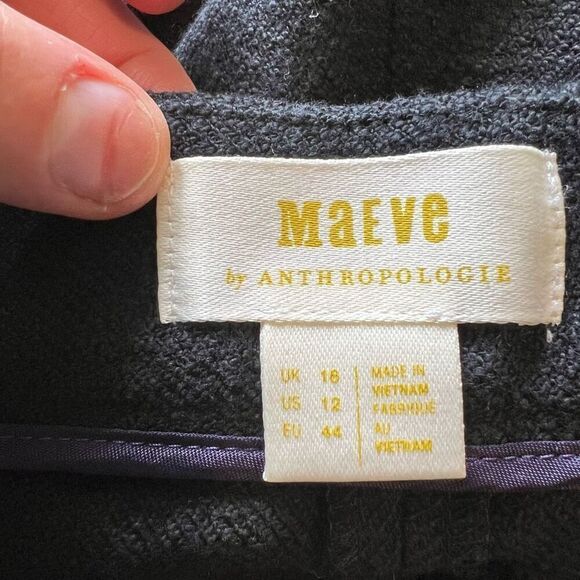 MaEVe
by ANTHROPOLOGIE
UK 16
US 12
EU 44
MADE IN
VIETNAM
FABRIQUÉ
AU
VIETNAM